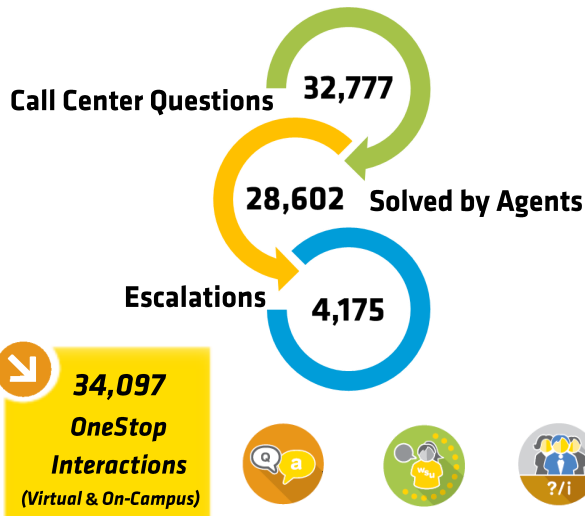 32,777
Call Center Questions
28,602
Solved by Agents
Escalations
4,175
34,097
OneStop
Interactions
(Virtual & On-Campus)
Q a
WSU
?/i